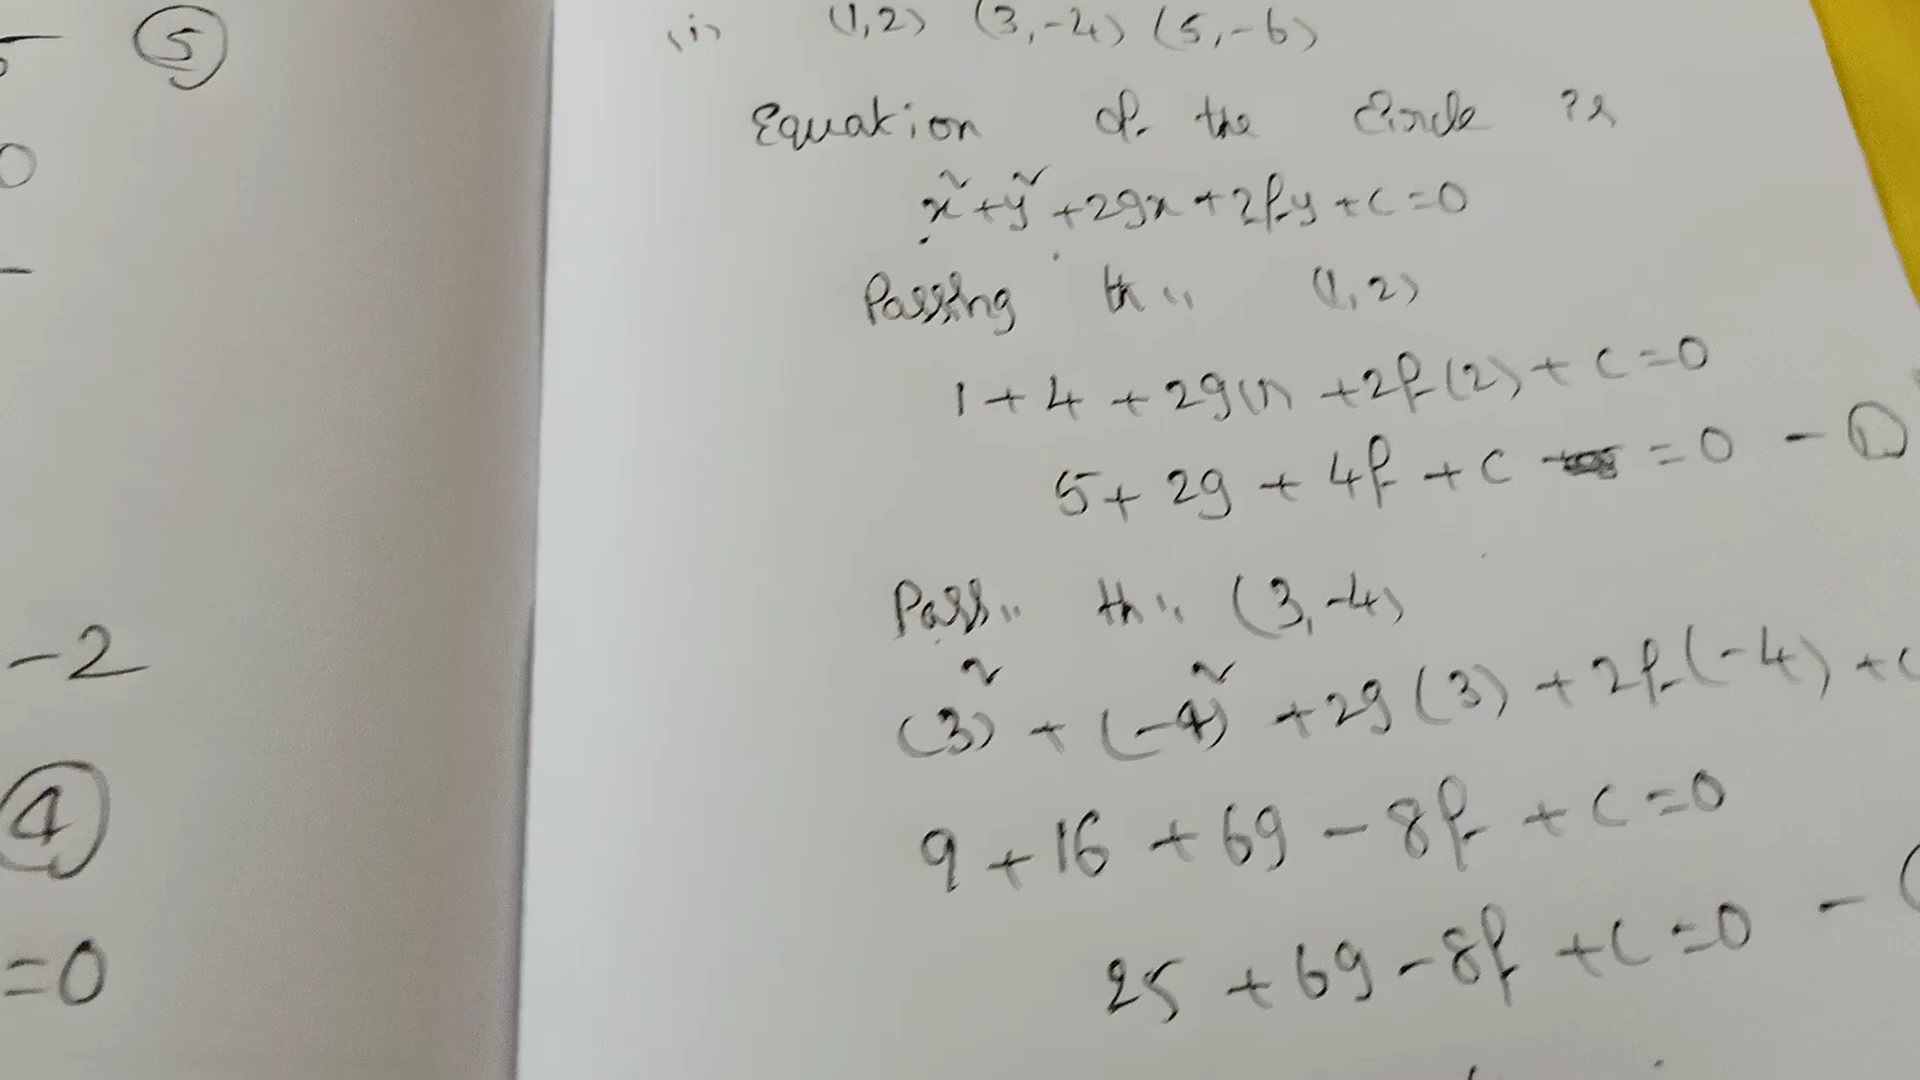 5
⑤
0
-2
④
=0
(i) (1,2) (3,-4) (5,-6)
Equation of the Circle is
x²+y²+2gx+2fy+c=0
Passing th" (1,2)
1+4+2g(1)+2f(2)+c=0
5+2g+4f+c =0 - ①
Pass" th" (3,-4)
(3)²+(-4)²+2g(3)+2f(-4)+c
9+16+6g-8f+c=0
25+6g-8f+c=0 - (